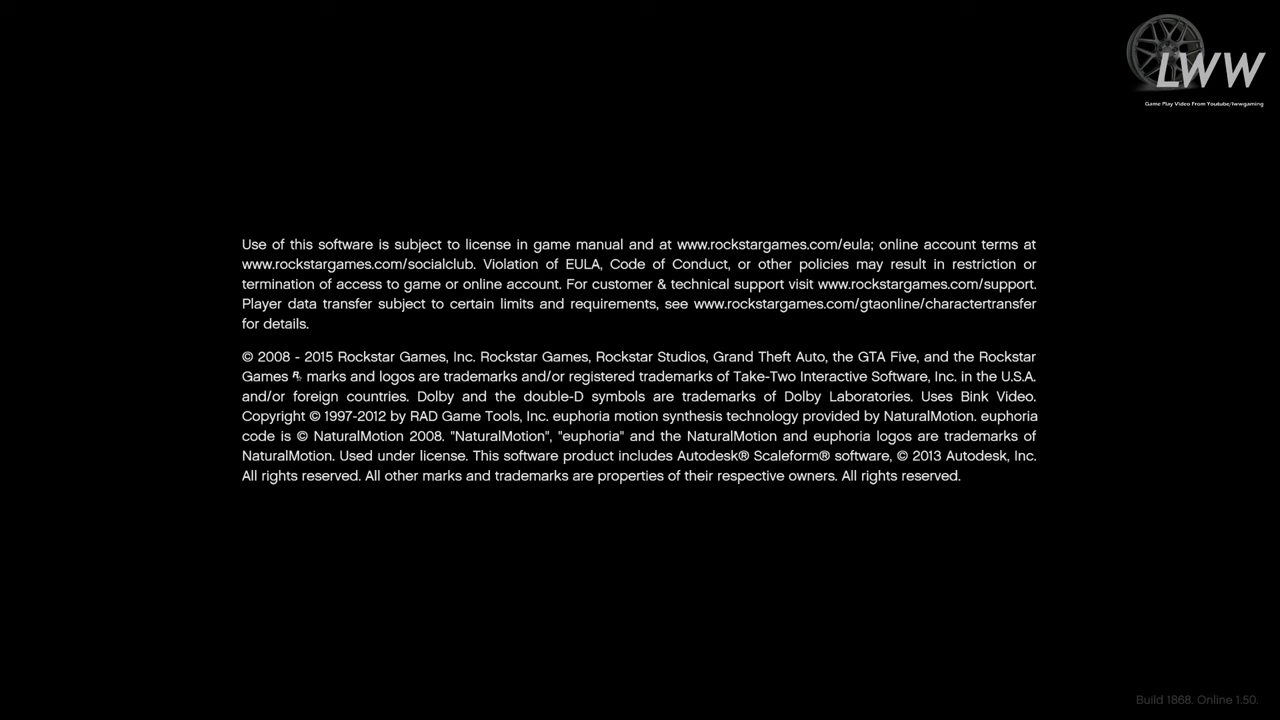 LWW
Game Play Video From Youtube/lwwgaming
Use of this software is subject to license in game manual and at www.rockstargames.com/eula; online account terms at
www.rockstargames.com/socialclub. Violation of EULA, Code of Conduct, or other policies may result in restriction or
termination of access to game or online account. For customer & technical support visit www.rockstargames.com/support.
Player data transfer subject to certain limits and requirements, see www.rockstargames.com/gtaonline/charactertransfer
for details.
© 2008 - 2015 Rockstar Games, Inc. Rockstar Games, Rockstar Studios, Grand Theft Auto, the GTA Five, and the Rockstar
Games R* marks and logos are trademarks and/or registered trademarks of Take-Two Interactive Software, Inc. in the U.S.A.
and/or foreign countries. Dolby and the double-D symbols are trademarks of Dolby Laboratories. Uses Bink Video.
Copyright © 1997-2012 by RAD Game Tools, Inc. euphoria motion synthesis technology provided by NaturalMotion. euphoria
code is © NaturalMotion 2008. "NaturalMotion", "euphoria" and the NaturalMotion and euphoria logos are trademarks of
NaturalMotion. Used under license. This software product includes Autodesk® Scaleform® software, © 2013 Autodesk, Inc.
All rights reserved. All other marks and trademarks are properties of their respective owners. All rights reserved.
Build 1868. Online 1.50.